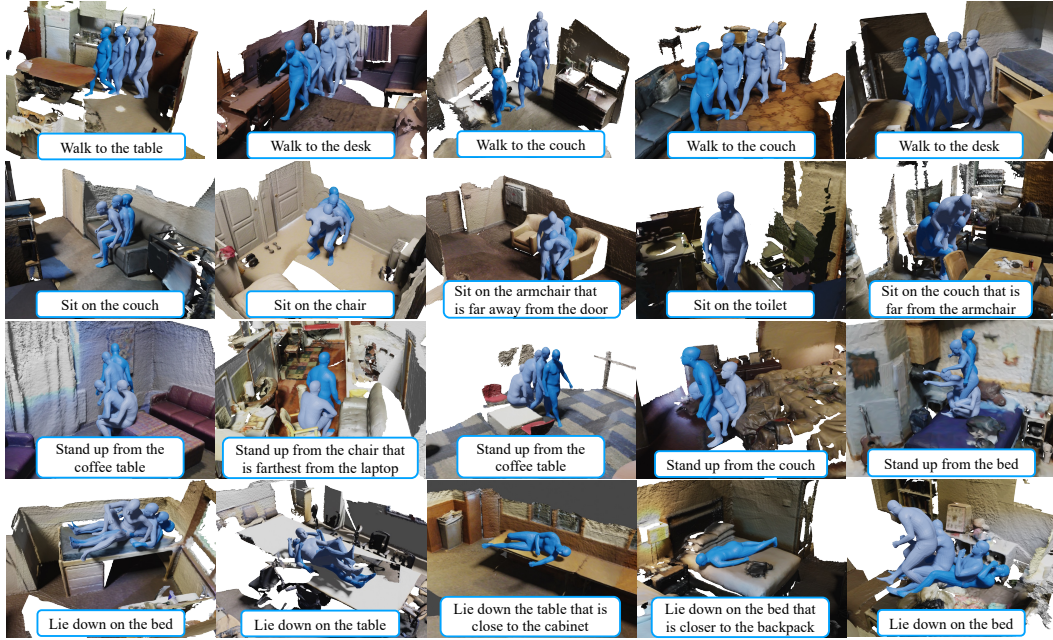 Walk to the table
Walk to the desk
Walk to the couch
Walk to the couch
Walk to the desk
Sit on the couch
Sit on the chair
Sit on the armchair that
is far away from the door
Sit on the toilet
Sit on the couch that is
far from the armchair
Stand up from the
coffee table
Stand up from the chair that
is farthest from the laptop
Stand up from the
coffee table
Stand up from the couch
Stand up from the bed
Lie down on the bed
Lie down on the table
Lie down the table that is
close to the cabinet
Lie down on the bed that
is closer to the backpack
Lie down on the bed